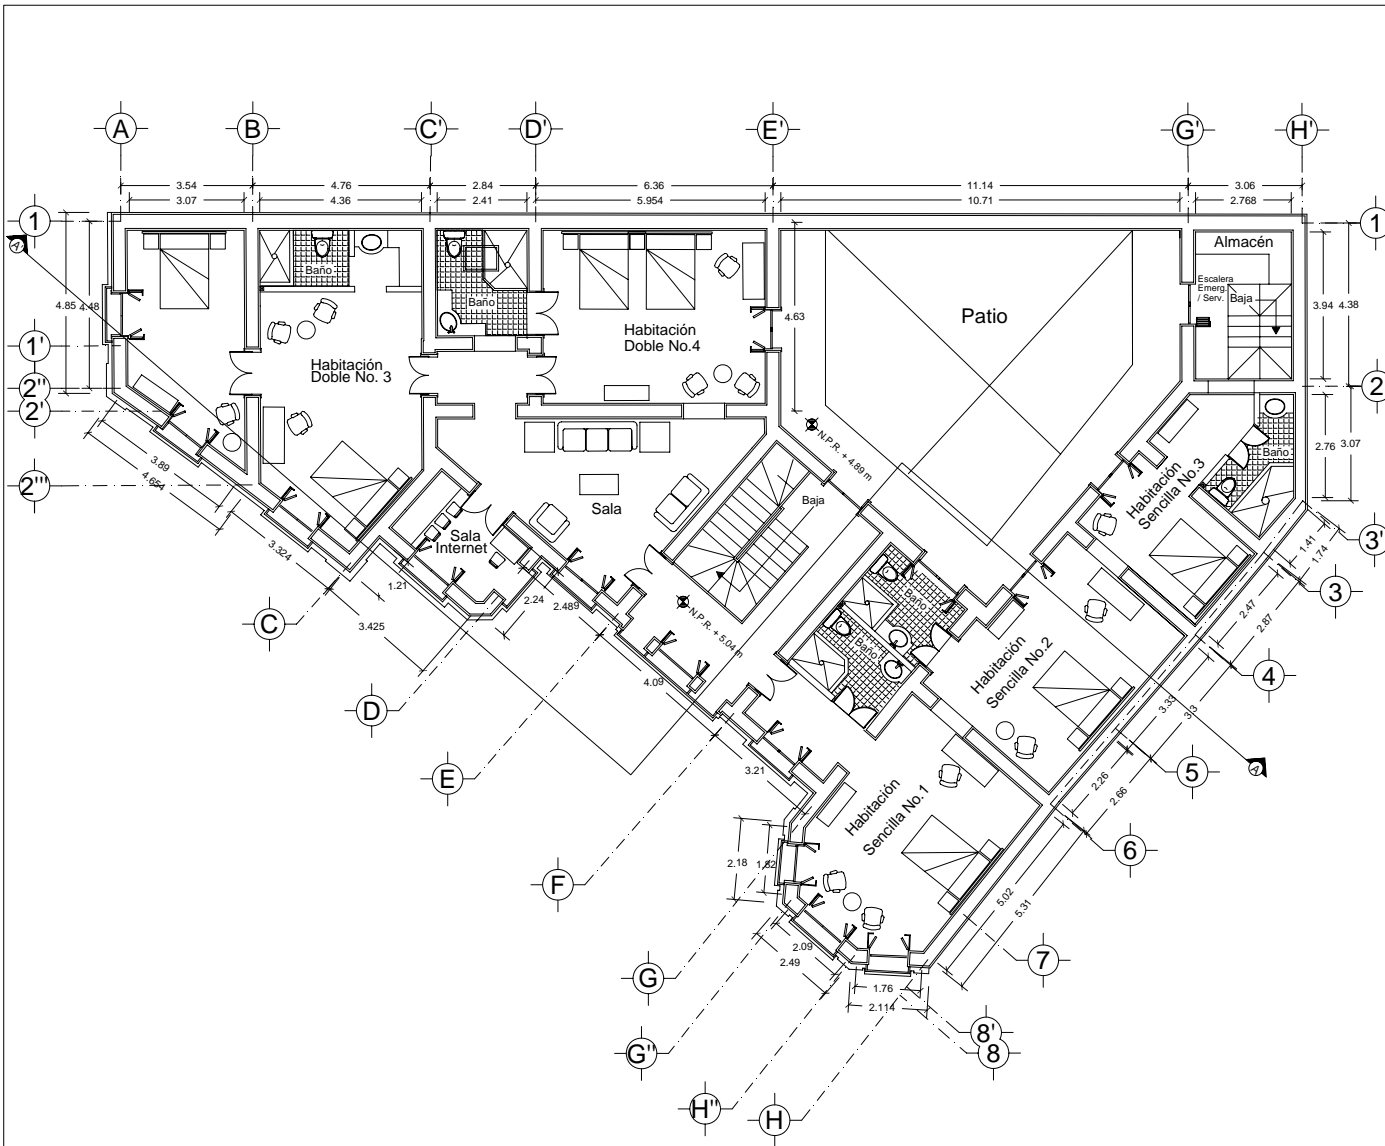 A
B
C'
D'
E'
G'
H'
3.54
4.76
2.84
6.36
11.14
3.06
3.07
4.36
2.41
5.954
10.71
2.768
1
1
A
Almacén
Baño
Baño
Escalera
Emerg.
/ Serv.
Baja
4.85
4.48
4.63
3.94
4.38
Patio
Habitación
Doble No.4
1'
Habitación
Doble No. 3
2''
2'
2
N.P.R. + 4.89 m
2.76
3.07
Baño
Habitación
Sencilla No.3
3.89
4.654
2'''
Baja
Sala
Sala
Internet
3.324
1.21
3.425
2.24
2.489
3'
1.41
1.74
3
C
N.P.R. + 5.04 m
Baño
Baño
2.47
2.87
4
4.09
Habitación
Sencilla No.2
3.33
3.3
D
E
3.21
5
A
2.26
2.66
Habitación
Sencilla No. 1
6
2.18
1.82
F
5.02
5.31
2.09
2.49
7
G
1.76
2.114
8'
8
G''
H''
H